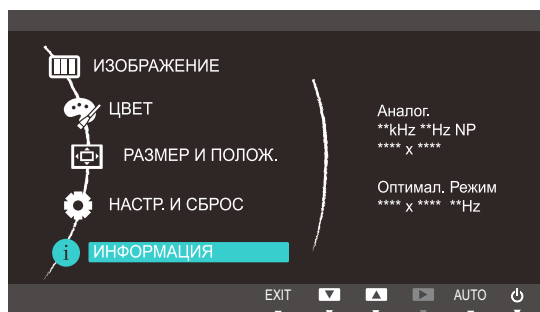 ИЗОБРАЖЕНИЕ
ЦВЕТ
РАЗМЕР И ПОЛОЖ.
НАСТР. И СБРОС
i ИНФОРМАЦИЯ
Аналог.
**kHz **Hz NP
**** x ****
Оптимал. Режим
**** x **** **Hz
EXIT AUTO